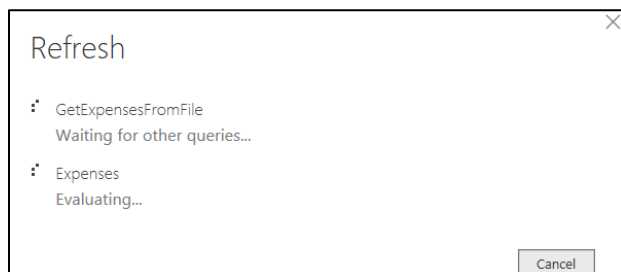 Refresh
GetExpensesFromFile
Waiting for other queries...
Expenses
Evaluating...
Cancel